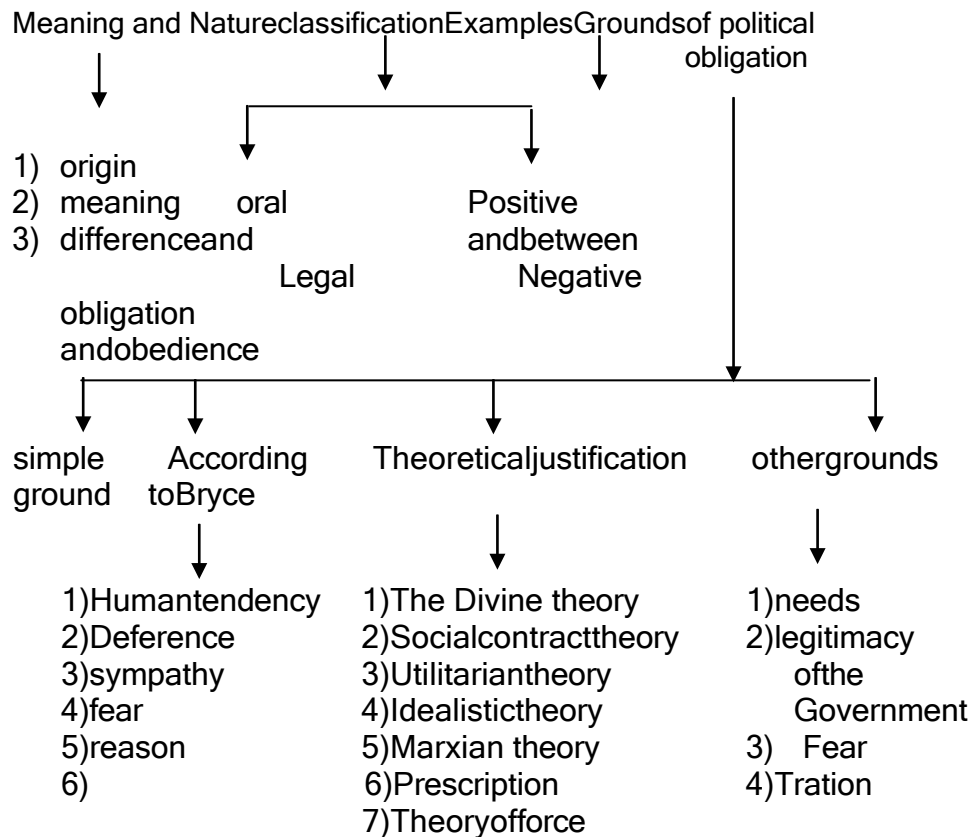 Meaning and NatureclassificationExamplesGroundsof political
obligation
1) origin
2) meaning oral Positive
3) differenceand andbetween
Legal Negative
obligation
andobedience
simple According Theoreticaljustification othergrounds
ground toBryce
1)Humantendency 1)The Divine theory 1)needs
2)Deference 2)Socialcontracttheory 2)legitimacy
3)sympathy 3)Utilitariantheory ofthe
4)fear 4)Idealistictheory Government
5)reason 5)Marxian theory 3) Fear
6) 6)Prescription 4)Tration
7)Theoryofforce